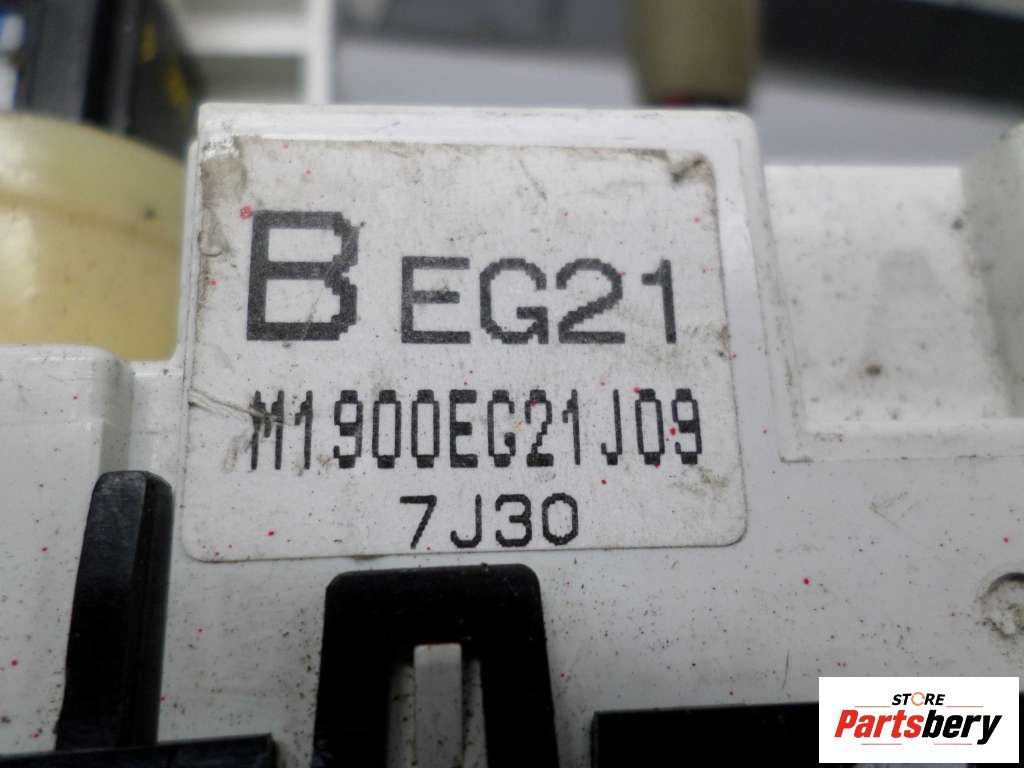 B EG21
M1900EG21J09
7J30
STORE
Partsbery